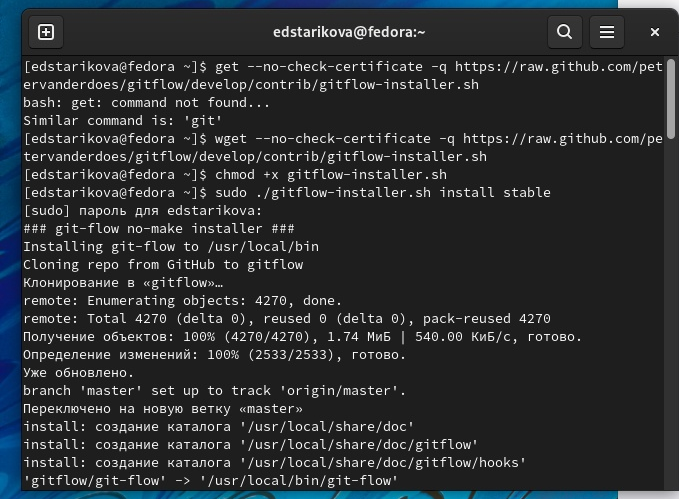 edstarikova@fedora:~
[edstarikova@fedora ~]$ get --no-check-certificate -q https://raw.github.com/pet
ervanderdoes/gitflow/develop/contrib/gitflow-installer.sh
bash: get: command not found...
Similar command is: 'git'
[edstarikova@fedora ~]$ wget --no-check-certificate -q https://raw.github.com/pe
tervanderdoes/gitflow/develop/contrib/gitflow-installer.sh
[edstarikova@fedora ~]$ chmod +x gitflow-installer.sh
[edstarikova@fedora ~]$ sudo ./gitflow-installer.sh install stable
[sudo] пароль для edstarikova:
### git-flow no-make installer ###
Installing git-flow to /usr/local/bin
Cloning repo from GitHub to gitflow
Клонирование в «gitflow»…
remote: Enumerating objects: 4270, done.
remote: Total 4270 (delta 0), reused 0 (delta 0), pack-reused 4270
Получение объектов: 100% (4270/4270), 1.74 МиБ | 540.00 КиБ/с, готово.
Определение изменений: 100% (2533/2533), готово.
Уже обновлено.
branch 'master' set up to track 'origin/master'.
Переключено на новую ветку «master»
install: создание каталога '/usr/local/share/doc'
install: создание каталога '/usr/local/share/doc/gitflow'
install: создание каталога '/usr/local/share/doc/gitflow/hooks'
'gitflow/git-flow' -> '/usr/local/bin/git-flow'